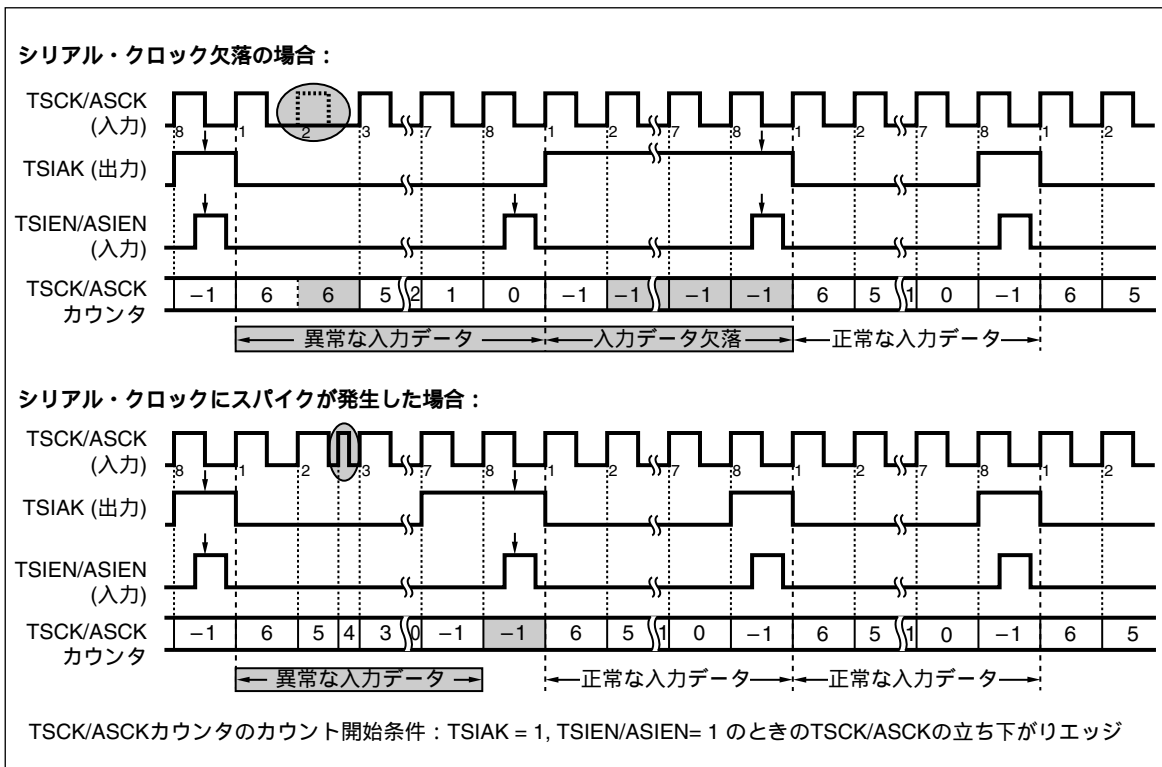 シリアル・クロック欠落の場合：
TSCK/ASCK
(入力)
8 1 2 3 7 8 1 2 7 8 1 2 7 8 1 2
TSIAK (出力)
TSIEN/ASIEN
(入力)
TSCK/ASCK
カウンタ
−1 6 6 5 2 1 0 −1 −1 −1 −1 6 5 1 0 −1 6 5
異常な入力データ 入力データ欠落 正常な入力データ
シリアル・クロックにスパイクが発生した場合：
TSCK/ASCK
(入力)
8 1 2 3 7 8 1 2 7 8 1 2 7 8 1 2
TSIAK (出力)
TSIEN/ASIEN
(入力)
TSCK/ASCK
カウンタ
−1 6 5 4 3 0 −1 −1 6 5 1 0 −1 6 5 1 0 −1 6 5
異常な入力データ 正常な入力データ 正常な入力データ
TSCK/ASCKカウンタのカウント開始条件：TSIAK = 1, TSIEN/ASIEN= 1 のときのTSCK/ASCKの立ち下がりエッジ